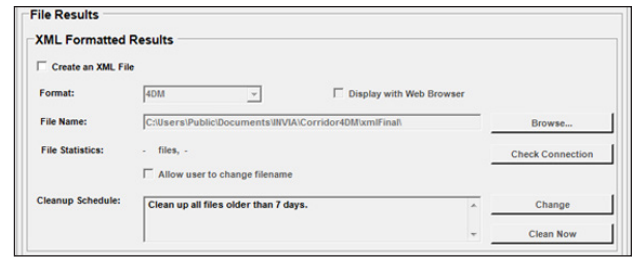 File Results
XML Formatted Results
Create an XML File
Format: 4DM Display with Web Browser
File Name: C:\Users\Public\Documents\INVIA\Corridor4DM\xmlFinal\ Browse...
File Statistics: - files, - Check Connection
Allow user to change filename
Cleanup Schedule: Clean up all files older than 7 days. Change
Clean Now